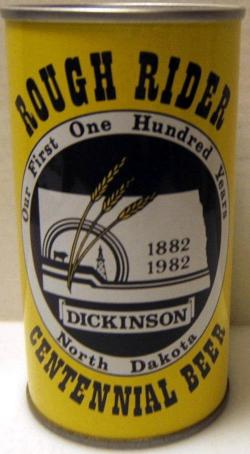 ROUGH RIDER
Our First One Hundred Years
1882
1982
DICKINSON
North Dakota
CENTENNIAL BEER